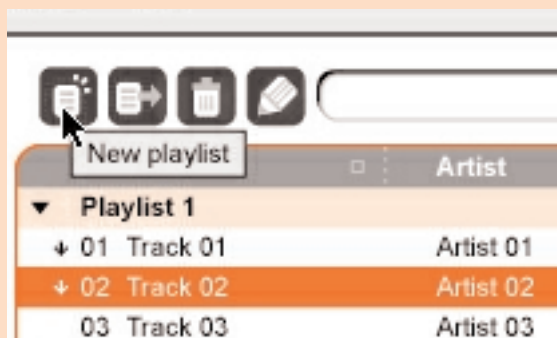 New playlist
Artist
Playlist 1
01 Track 01 Artist 01
02 Track 02 Artist 02
03 Track 03 Artist 03